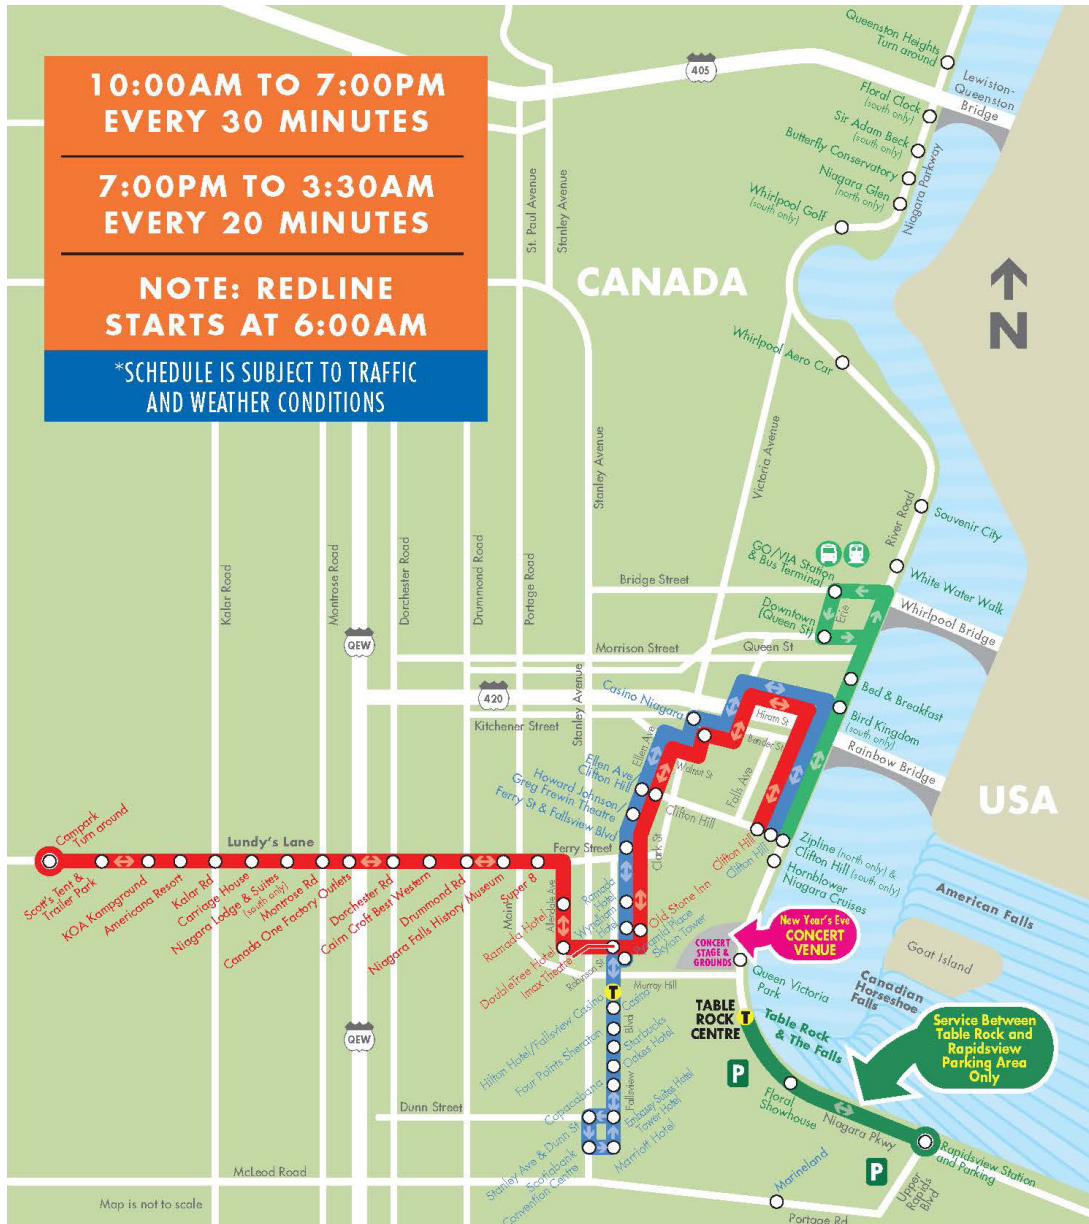 10:00AM TO 7:00PM
EVERY 30 MINUTES
7:00PM TO 3:30AM
EVERY 20 MINUTES
NOTE: REDLINE
STARTS AT 6:00AM
*SCHEDULE IS SUBJECT TO TRAFFIC
AND WEATHER CONDITIONS
Queenston Heights
Turn around
405
Lewiston-
Queenston
Bridge
Floral Clock
(south only)
Sir Adam Beck
(south only)
Butterfly Conservatory
Niagara Glen
(north only)
Niagara Parkway
Whirlpool Golf
(south only)
St. Paul Avenue
Stanley Avenue
CANADA
N
Whirlpool Aero Car
Victoria Avenue
Stanley Avenue
Souvenir City
River Road
GO/VIA Station
& Bus Terminal
White Water Walk
Bridge Street
Whirlpool Bridge
Downtown
(Queen St)
Erie
Kalar Road
Montrose Road
Dorchester Road
Drummond Road
Portage Road
QEW
Morrison Street
Queen St
420
Casino Niagara
Bed & Breakfast
Kitchener Street
Stanley Avenue
Hiram St
Bird Kingdom
(south only)
Bender St
Rainbow Bridge
Ellen Ave
Walnut St
Ellen Ave/
Clifton Hill
Falls Ave
USA
Howard Johnson/
Greg Frewin Theatre
Ferry St & Fallsview Blvd
Clifton Hill
Campark
Turn around
Lundy's Lane
Ferry Street
Clark St
Clifton Hill
Clifton Hill
Zipline (north only) &
Clifton Hill (south only)
Hornblower
Niagara Cruises
Scott's Tent &
Trailer Park
KOA Kampground
Americana Resort
Kalar Rd
Carriage House
Niagara Lodge & Suites
(south only)
Montrose Rd
Canada One Factory Outlets
Dorchester Rd
Cairn Croft Best Western
Drummond Rd
Niagara Falls History Museum
Super 8
Main
Allendale Ave
Ramada Hotel
DoubleTree Hotel
Imax Theatre
Ramada
Hotel
Wyndham
Hotel
Old Stone Inn
Pyramid Place
Skylon Tower
Robinson St
American Falls
New Year's Eve
CONCERT
VENUE
CONCERT
STAGE &
GROUNDS
Goat Island
Murray Hill
Queen Victoria
Park
Canadian
Horseshoe
Falls
T
TABLE
ROCK
CENTRE
T
Table Rock
& The Falls
Service Between
Table Rock and
Rapidsview
Parking Area
Only
Hilton Hotel/Fallsview Casino
Casino
Four Points Sheraton
Starbucks
Oakes Hotel
Fallsview
Blvd
Copacabana
Embassy Suites Hotel
Tower Hotel
Marriott Hotel
QEW
P
Floral
Showhouse
Niagara Pkwy
Dunn Street
Stanley Ave & Dunn St
Scotiabank
Convention Centre
P
Rapidsview Station
and Parking
McLeod Road
Marineland
Upper
Rapids
Blvd
Map is not to scale
Portage Rd